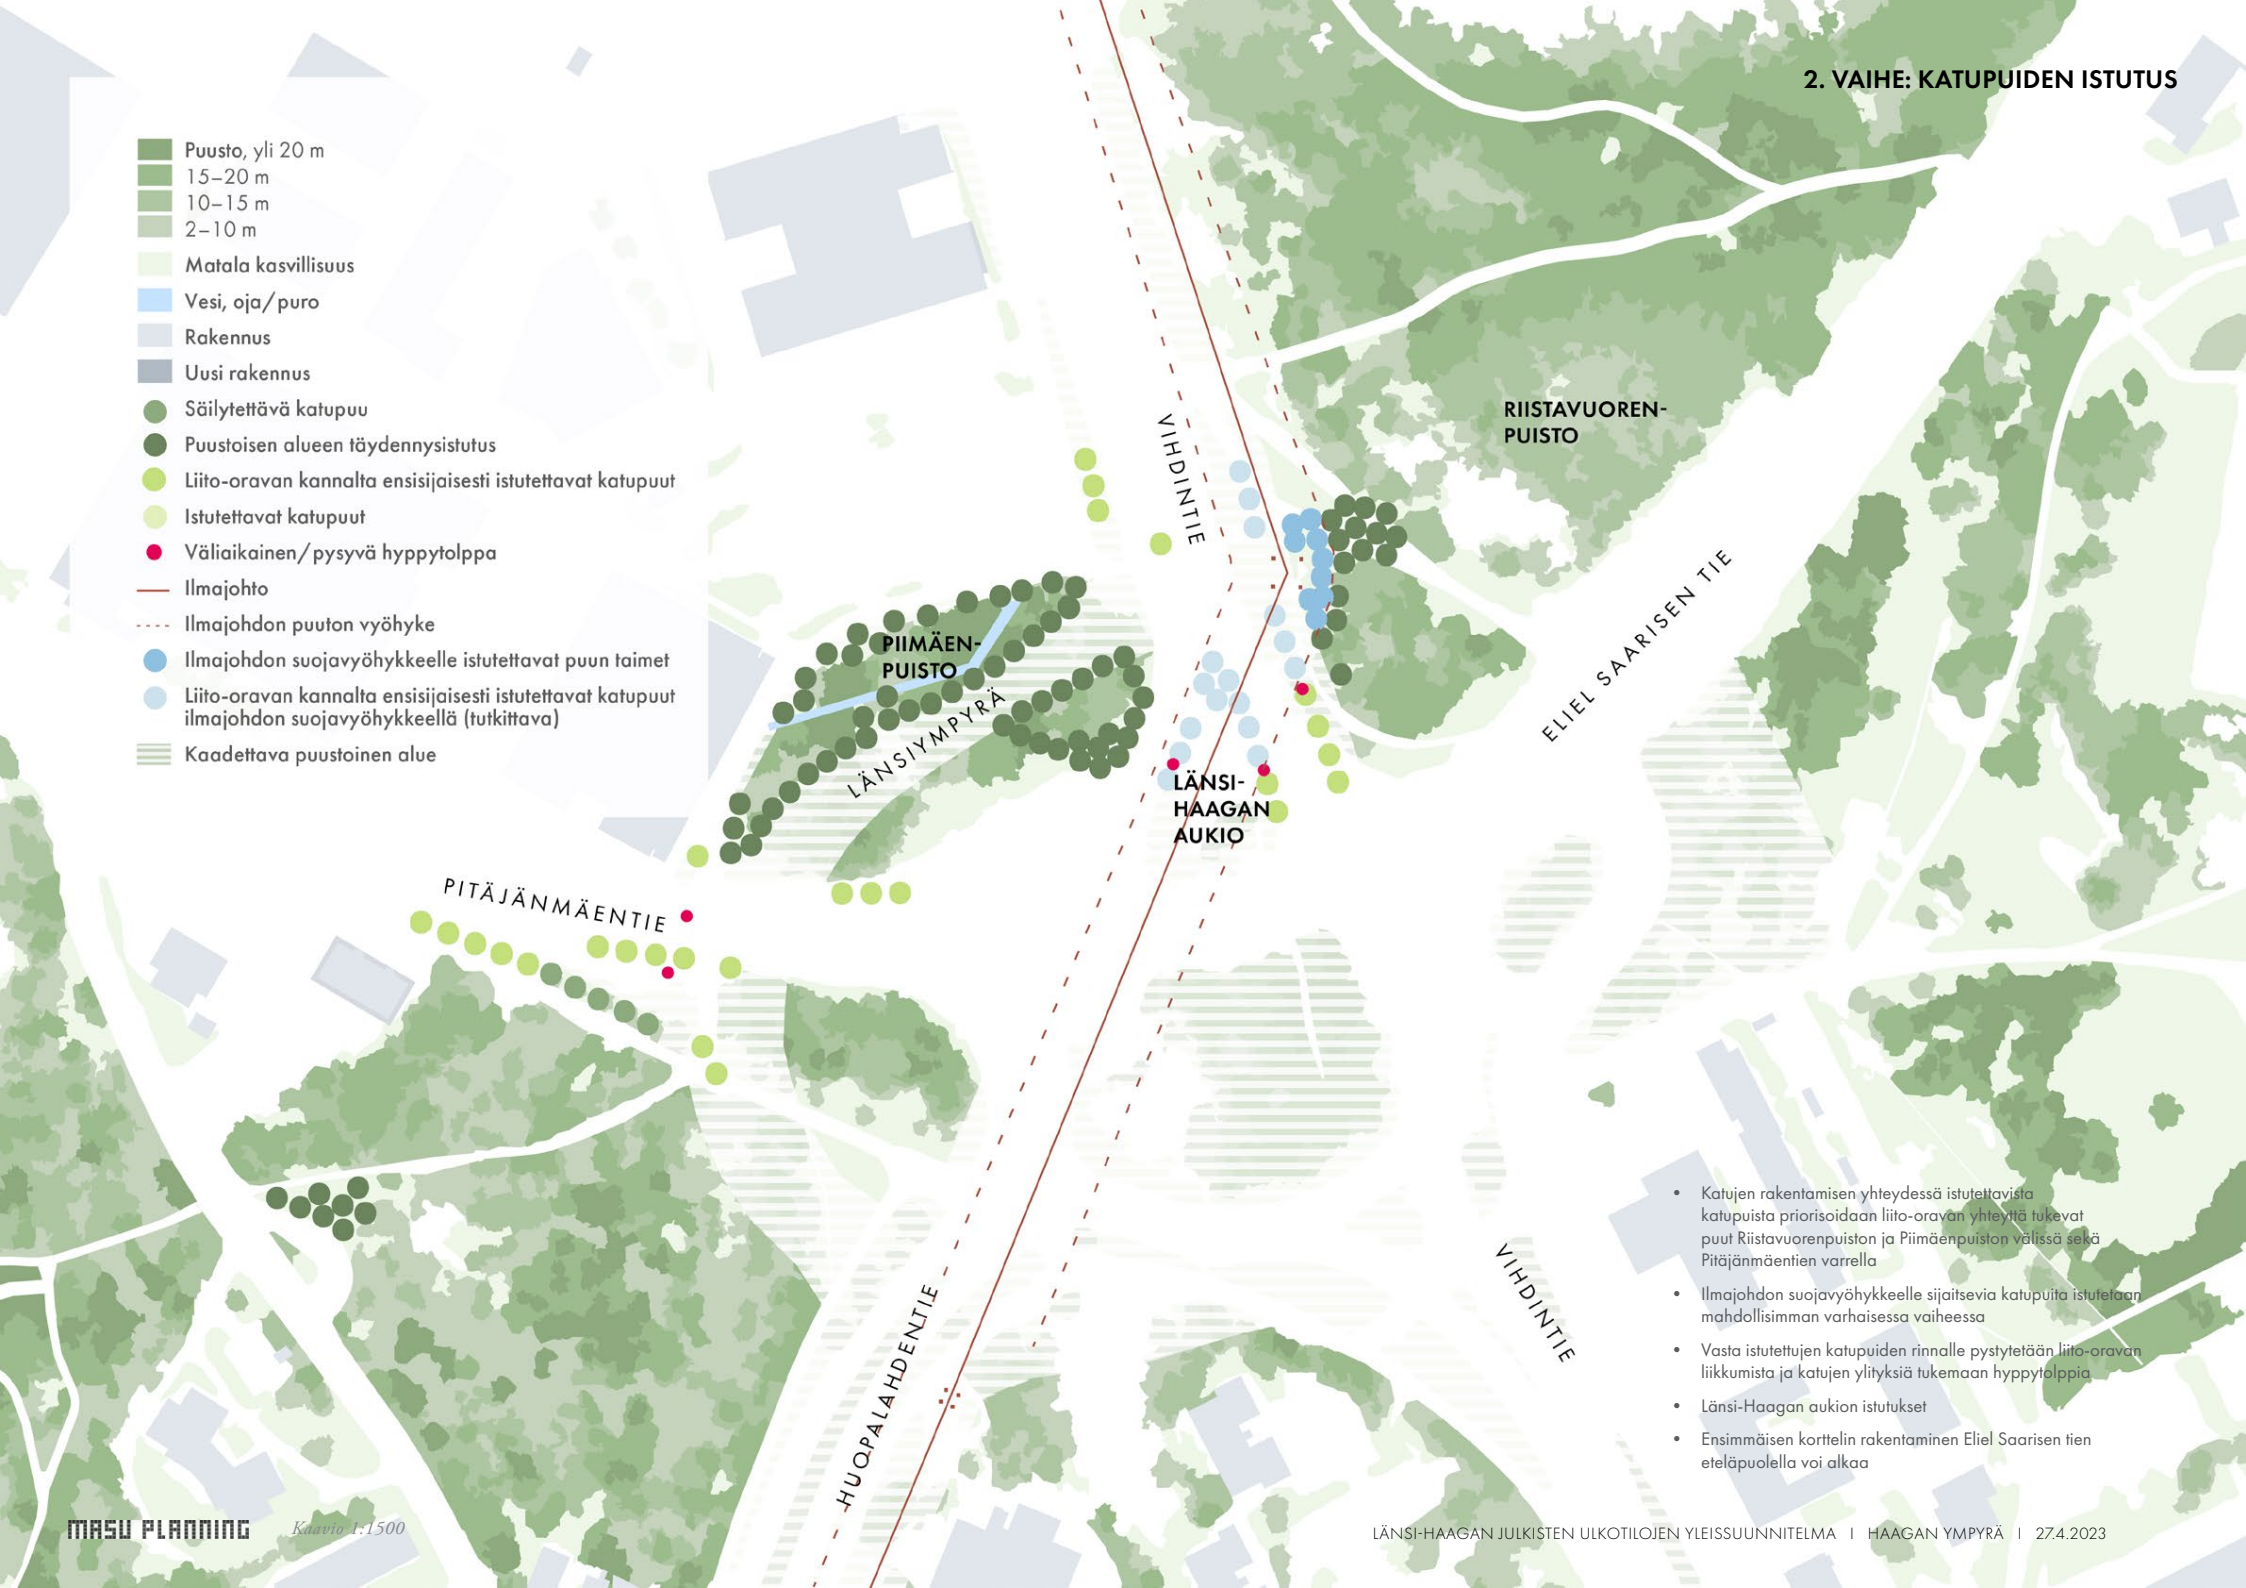 2. VAIHE: KATUPUIDEN ISTUTUS
Puusto, yli 20 m
15–20 m
10–15 m
2–10 m
Matala kasvillisuus
Vesi, oja/puro
Rakennus
Uusi rakennus
Säilytettävä katupuu
Puustoisen alueen täydennysistutus
Liito-oravan kannalta ensisijaisesti istutettavat katupuut
Istutettavat katupuut
Väliaikainen/pysyvä hyppytolppa
Ilmajohto
Ilmajohdon puuton vyöhyke
Ilmajohdon suojavyöhykkeelle istutettavat puun taimet
Liito-oravan kannalta ensisijaisesti istutettavat katupuut
ilmajohdon suojavyöhykkeellä (tutkittava)
Kaadettava puustoinen alue
VIHDINTIE
RIISTAVUOREN-
PUISTO
ELIEL SAARISEN TIE
PIIMÄEN-
PUISTO
LÄNSIYMPYRÄ
LÄNSI-
HAAGAN
AUKIO
PITÄJÄNMÄENTIE
HUOPALAHDENTIE
VIHDINTIE
• Katujen rakentamisen yhteydessä istutettavista
katupuista priorisoidaan liito-oravan yhteyttä tukevat
puut Riistavuorenpuiston ja Piimäenpuiston välissä sekä
Pitäjänmäentien varrella
• Ilmajohdon suojavyöhykkeelle sijaitsevia katupuita istutetaan
mahdollisimman varhaisessa vaiheessa
• Vasta istutettujen katupuiden rinnalle pystytetään liito-oravan
liikkumista ja katujen ylityksiä tukemaan hyppytolppia
• Länsi-Haagan aukion istutukset
• Ensimmäisen korttelin rakentaminen Eliel Saarisen tien
eteläpuolella voi alkaa
MASU PLANNING
Kaavio 1:1500
LÄNSI-HAAGAN JULKISTEN ULKOTILOJEN YLEISSUUNNITELMA I HAAGAN YMPYRÄ I 27.4.2023